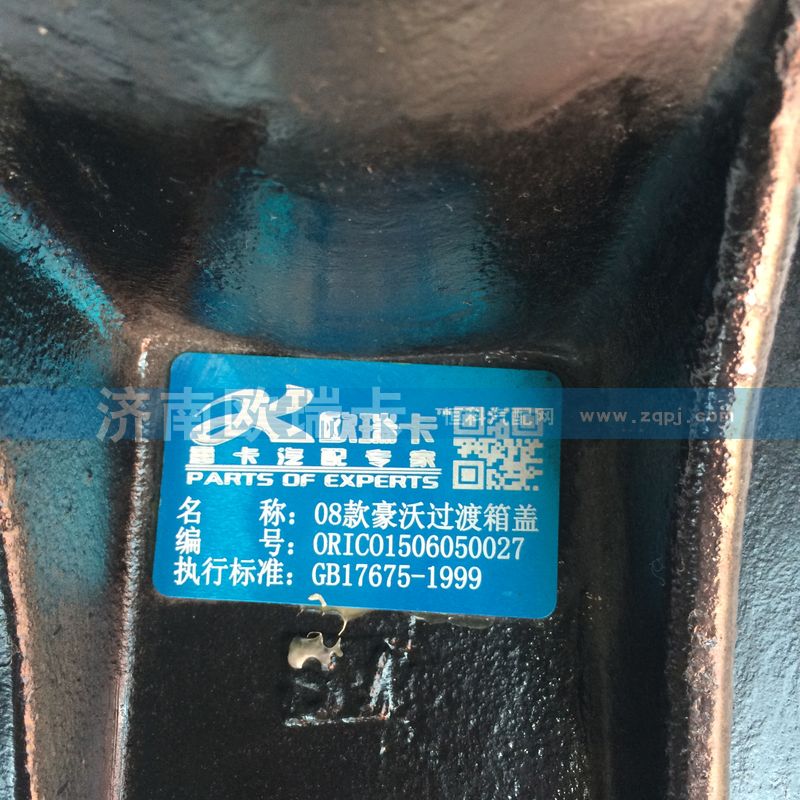 济南欧瑞卡 恒科汽配网 www.zqpj.com
欧瑞卡
重卡汽配专家
PARTS OF EXPERTS
名 称：08款豪沃过渡箱盖
编 号：ORIC01506050027
执行标准：GB17675-1999